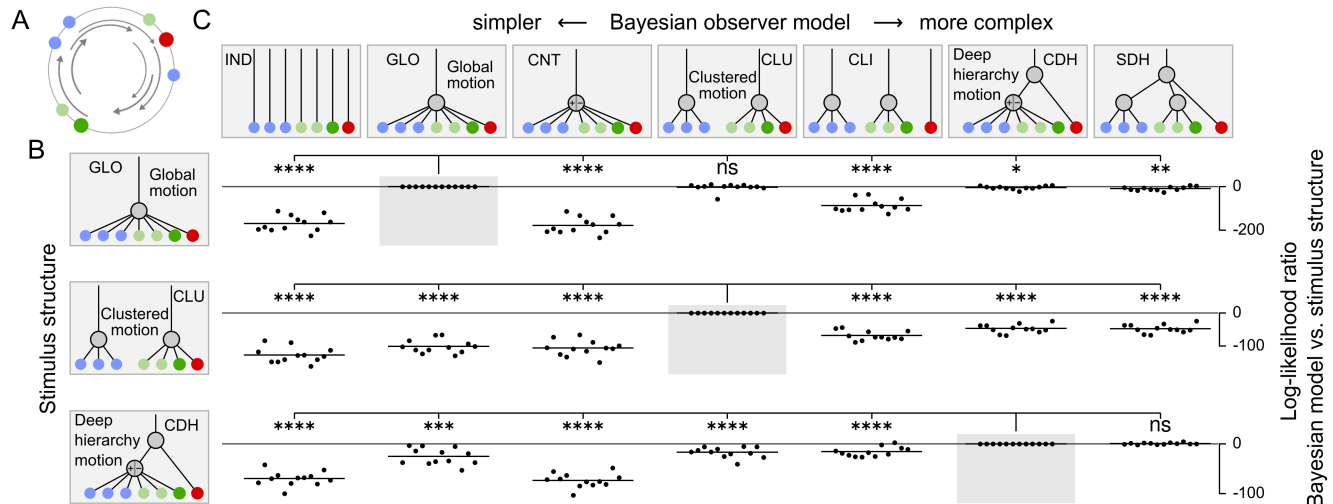 A
C
simpler ← Bayesian observer model → more complex
IND
GLO
Global
motion
CNT
Clustered
motion
CLU
CLI
Deep
hierarchy
motion
CDH
SDH
+ −
+ −
B
Stimulus structure
GLO
Global
motion
****
****
ns
****
*
**
0
-200
CLU
Clustered
motion
****
****
****
****
****
****
0
-100
Deep
hierarchy
motion
CDH
+ −
****
***
****
****
****
ns
0
-100
Log-likelihood ratio
Bayesian model vs. stimulus structure